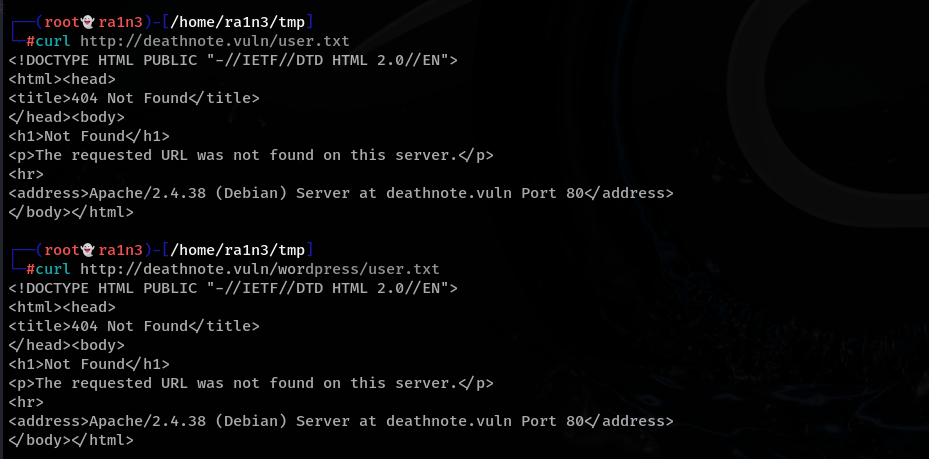 ┌──(root👻ra1n3)-[/home/ra1n3/tmp]
└─#curl http://deathnote.vuln/user.txt
<!DOCTYPE HTML PUBLIC "-//IETF//DTD HTML 2.0//EN">
<html><head>
<title>404 Not Found</title>
</head><body>
<h1>Not Found</h1>
<p>The requested URL was not found on this server.</p>
<hr>
<address>Apache/2.4.38 (Debian) Server at deathnote.vuln Port 80</address>
</body></html>

┌──(root👻ra1n3)-[/home/ra1n3/tmp]
└─#curl http://deathnote.vuln/wordpress/user.txt
<!DOCTYPE HTML PUBLIC "-//IETF//DTD HTML 2.0//EN">
<html><head>
<title>404 Not Found</title>
</head><body>
<h1>Not Found</h1>
<p>The requested URL was not found on this server.</p>
<hr>
<address>Apache/2.4.38 (Debian) Server at deathnote.vuln Port 80</address>
</body></html>